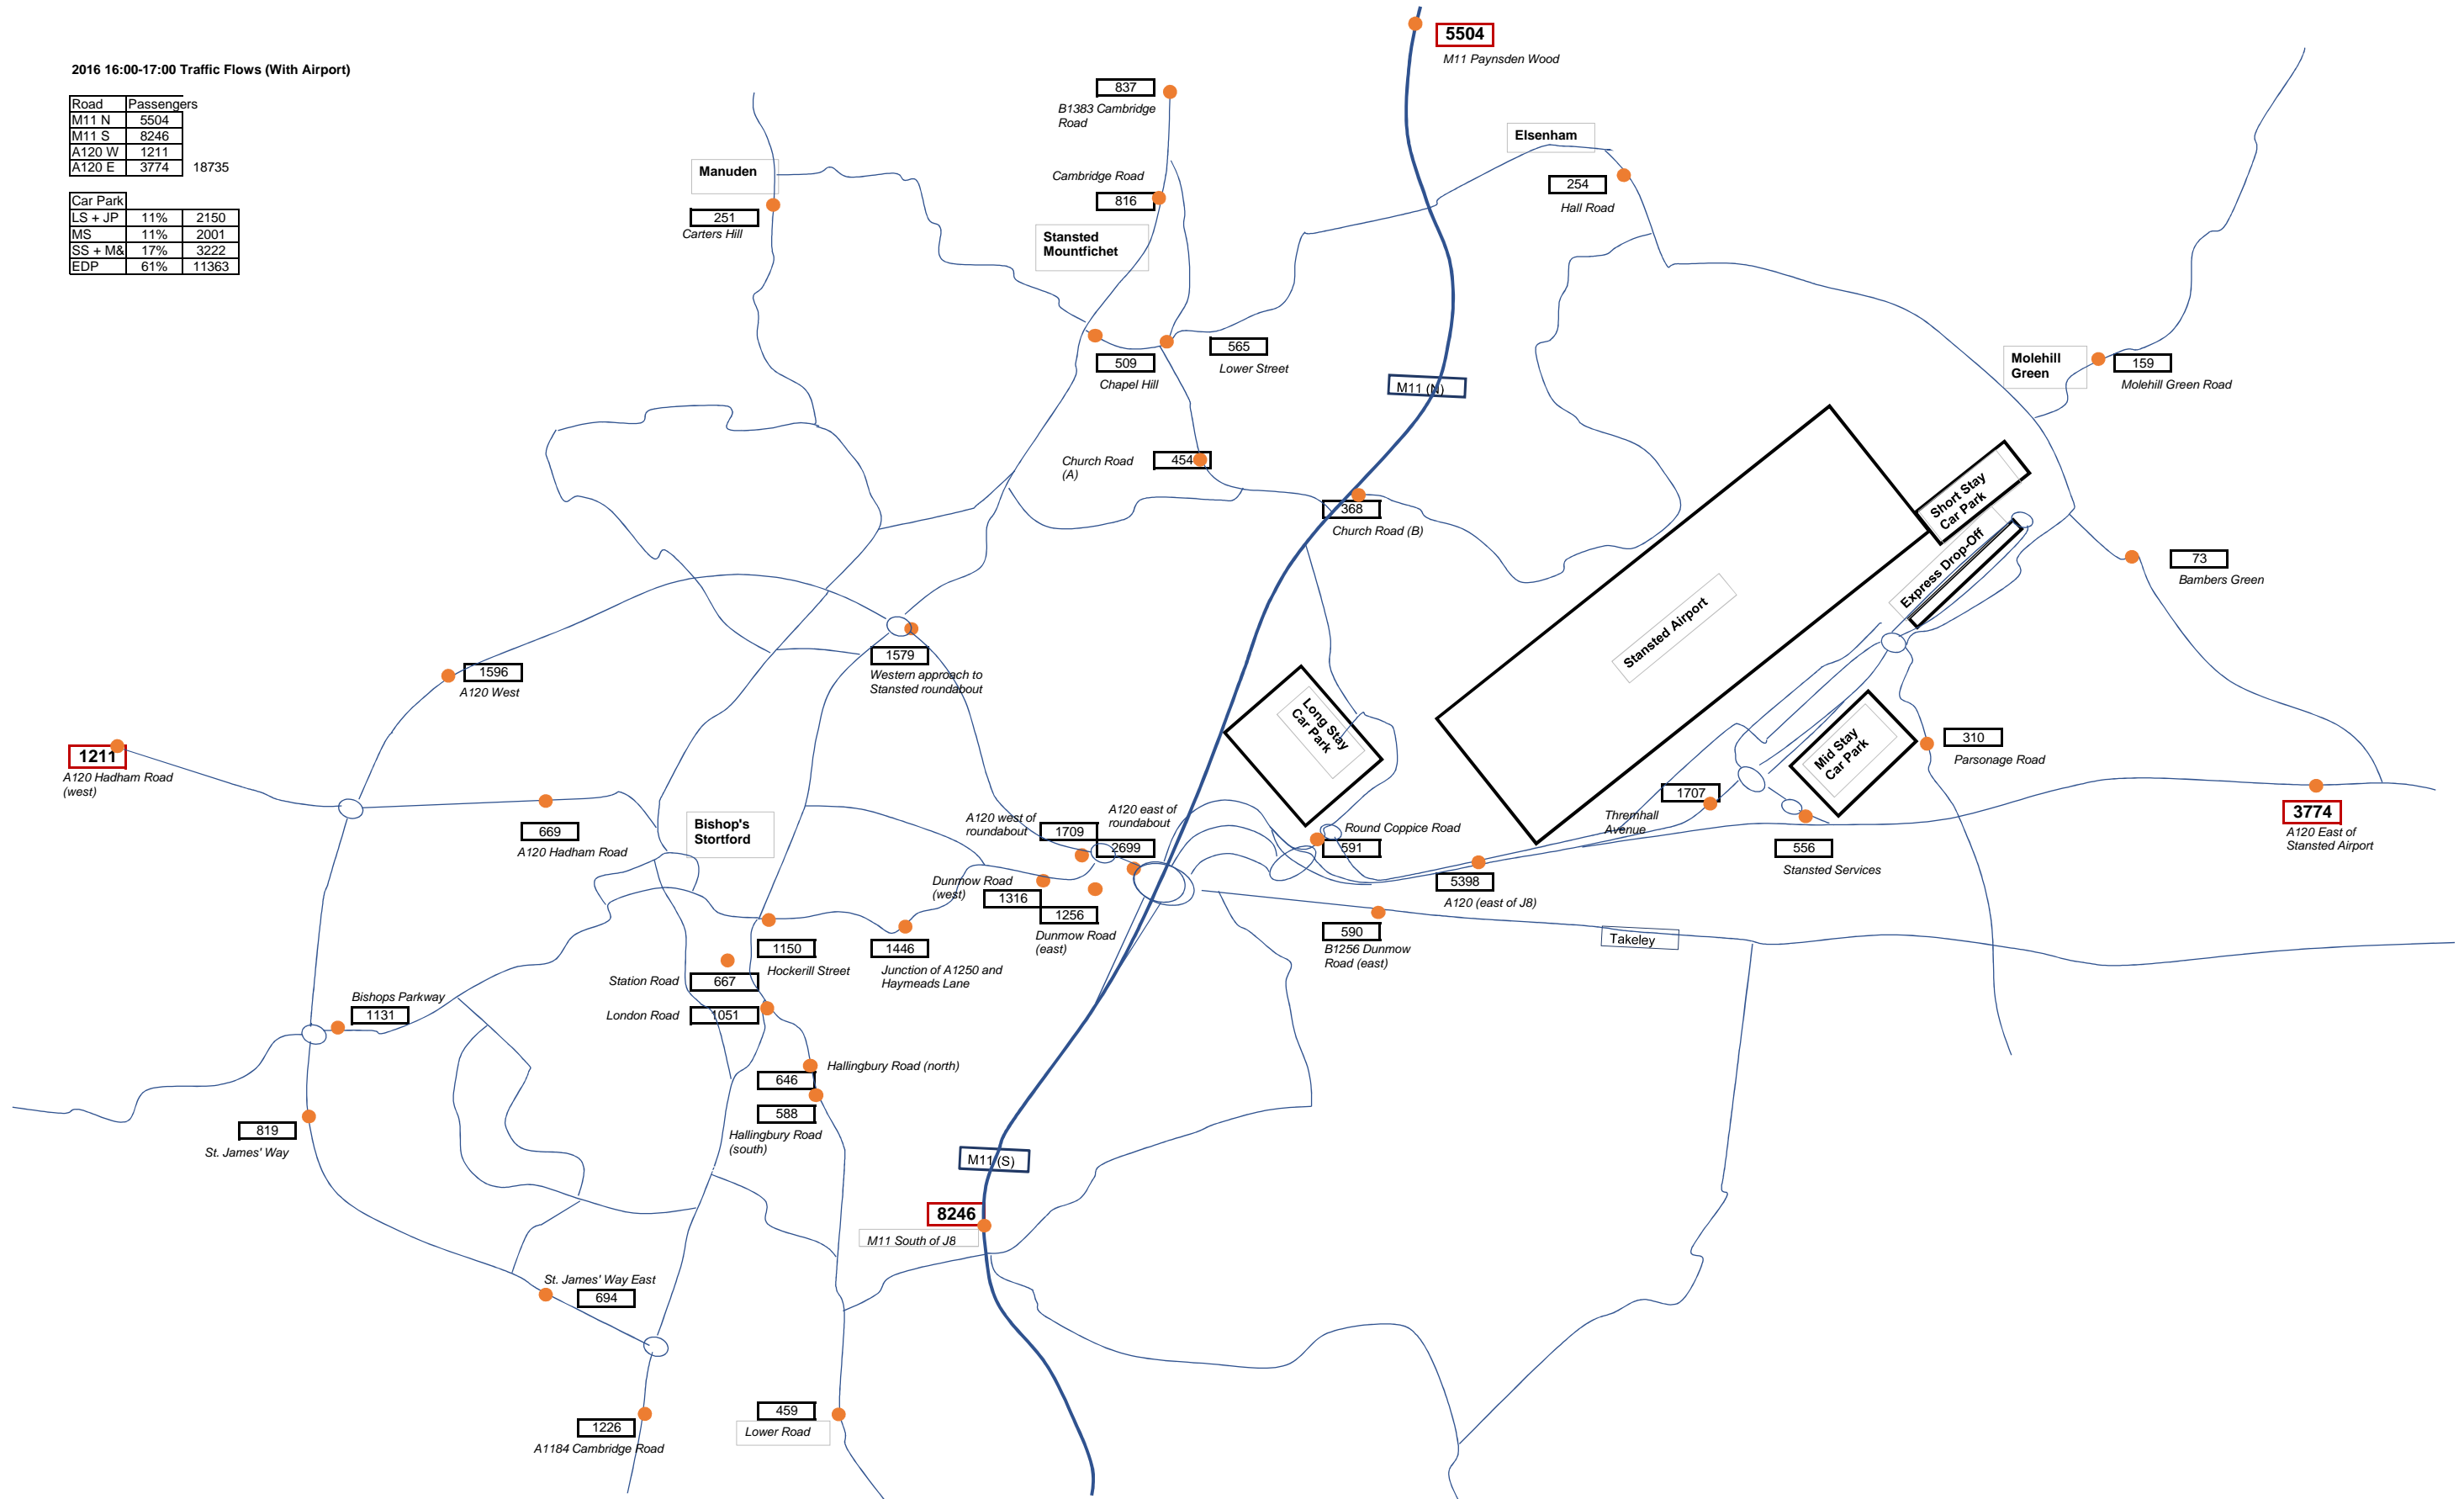 2016 16:00-17:00 Traffic Flows (With Airport)
Road Passengers
M11 N 5504
M11 S 8246
A120 W 1211
A120 E 3774 18735
Car Park
LS + JP 11% 2150
MS 11% 2001
SS + M& 17% 3222
EDP 61% 11363
5504
M11 Paynsden Wood
837
B1383 Cambridge
Road
Cambridge Road
816
Stansted
Mountfichet
Manuden
251
Carters Hill
Elsenham
254
Hall Road
509
Chapel Hill
565
Lower Street
M11 (N)
Molehill
Green
159
Molehill Green Road
Church Road
(A)
454
368
Church Road (B)
Short Stay
Car Park
Express Drop-Off
Stansted Airport
73
Bambers Green
1579
Western approach to
Stansted roundabout
1596
A120 West
Long Stay
Car Park
Mid Stay
Car Park
310
Parsonage Road
1211
A120 Hadham Road
(west)
669
A120 Hadham Road
Bishop's
Stortford
A120 west of
roundabout
1709
A120 east of
roundabout
2699
Round Coppice Road
591
1707
Thremhall
Avenue
556
Stansted Services
3774
A120 East of
Stansted Airport
5398
A120 (east of J8)
Dunmow Road
(west)
1316
1256
Dunmow Road
(east)
590
B1256 Dunmow
Road (east)
Takeley
1150
Hockerill Street
1446
Junction of A1250 and
Haymeads Lane
Station Road
667
London Road
1051
Bishops Parkway
1131
Hallingbury Road (north)
646
588
Hallingbury Road
(south)
819
St. James' Way
M11 (S)
8246
M11 South of J8
St. James' Way East
694
459
Lower Road
1226
A1184 Cambridge Road